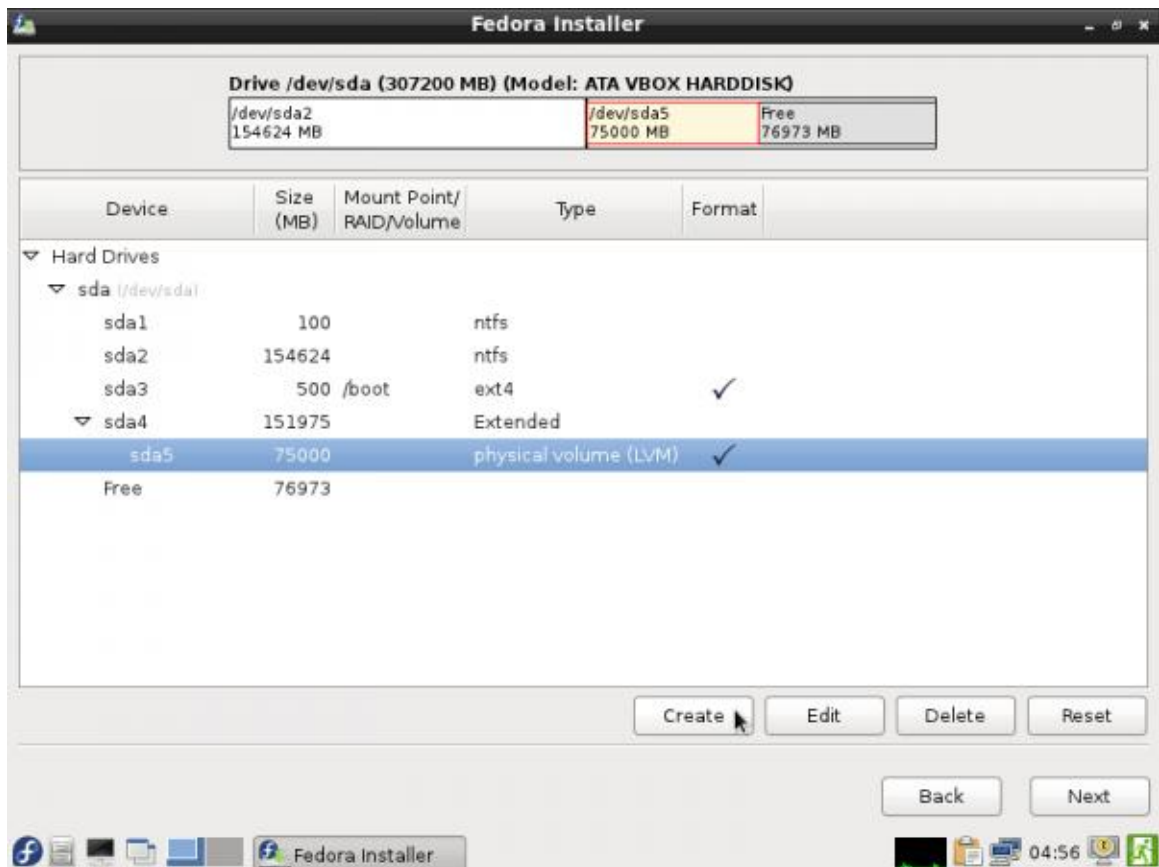 Fedora Installer
Drive /dev/sda (307200 MB) (Model: ATA VBOX HARDDISK)
/dev/sda2 /dev/sda5 Free
154624 MB 75000 MB 76973 MB
Device Size (MB) Mount Point/ RAID/Volume Type Format
Hard Drives
sda (/dev/sda)
sda1 100 ntfs
sda2 154624 ntfs
sda3 500 /boot ext4
sda4 151975 Extended
sda5 75000 physical volume (LVM)
Free 76973
Create Edit Delete Reset
Back Next
Fedora Installer 04:56